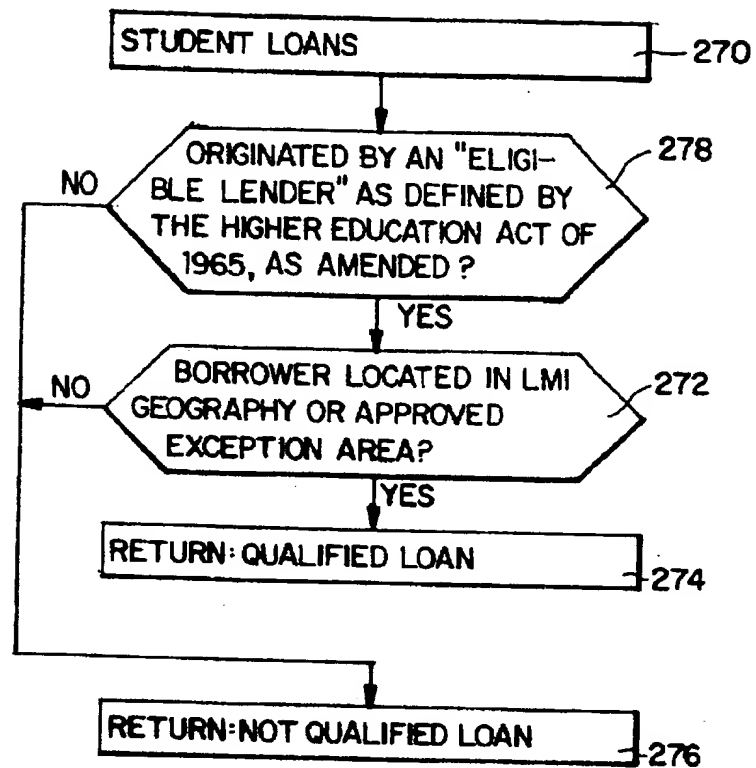 STUDENT LOANS
270
ORIGINATED BY AN "ELIGI-
BLE LENDER" AS DEFINED BY
THE HIGHER EDUCATION ACT OF
1965, AS AMENDED?
278
NO
YES
BORROWER LOCATED IN LMI
GEOGRAPHY OR APPROVED
EXCEPTION AREA?
272
NO
YES
RETURN: QUALIFIED LOAN
274
RETURN: NOT QUALIFIED LOAN
276